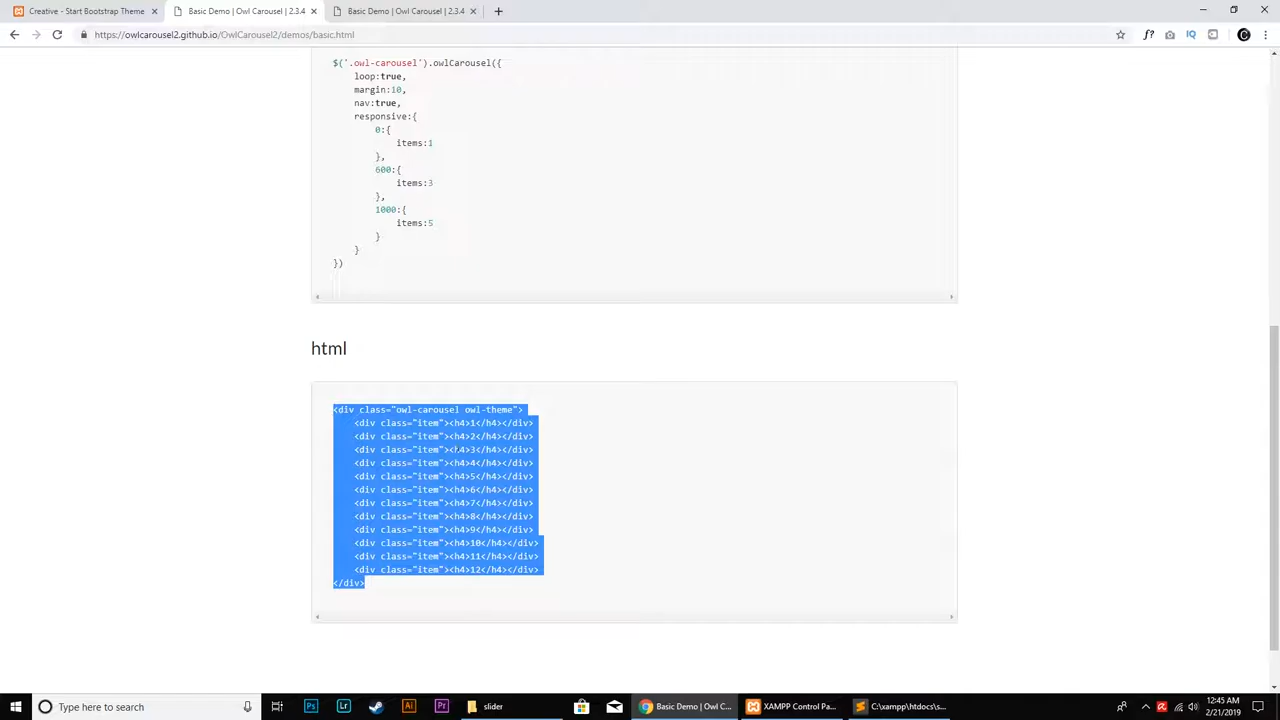 Creative - Start Bootstrap Theme
Basic Demo | Owl Carousel | 2.3.4
Basic Demo | Owl Carousel | 2.3.4
https://owlcarousel2.github.io/OwlCarousel2/demos/basic.html
f?
IQ
C
$('.owl-carousel').owlCarousel({
    loop:true,
    margin:10,
    nav:true,
    responsive:{
        0:{
            items:1
        },
        600:{
            items:3
        },
        1000:{
            items:5
        }
    }
})
html
<div class="owl-carousel owl-theme">
    <div class="item"><h4>1</h4></div>
    <div class="item"><h4>2</h4></div>
    <div class="item"><h4>3</h4></div>
    <div class="item"><h4>4</h4></div>
    <div class="item"><h4>5</h4></div>
    <div class="item"><h4>6</h4></div>
    <div class="item"><h4>7</h4></div>
    <div class="item"><h4>8</h4></div>
    <div class="item"><h4>9</h4></div>
    <div class="item"><h4>10</h4></div>
    <div class="item"><h4>11</h4></div>
    <div class="item"><h4>12</h4></div>
</div>
Type here to search
Ps
Lr
Ai
Pr
slider
Basic Demo | Owl C...
XAMPP Control Pa...
C:\xampp\htdocs\s...
12:45 AM
2/21/2019